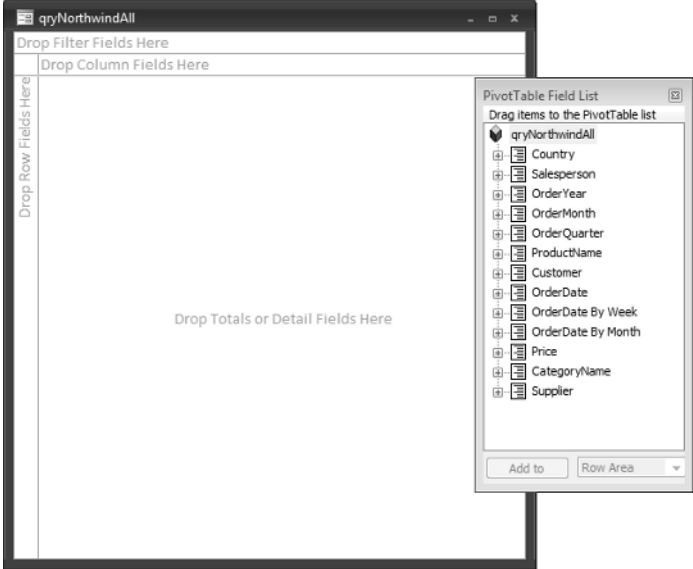 qryNorthwindAll
Drop Filter Fields Here
Drop Column Fields Here
Drop Row Fields Here
Drop Totals or Detail Fields Here
PivotTable Field List
Drag items to the PivotTable list
qryNorthwindAll
Country
Salesperson
OrderYear
OrderMonth
OrderQuarter
ProductName
Customer
OrderDate
OrderDate By Week
OrderDate By Month
Price
CategoryName
Supplier
Add to
Row Area